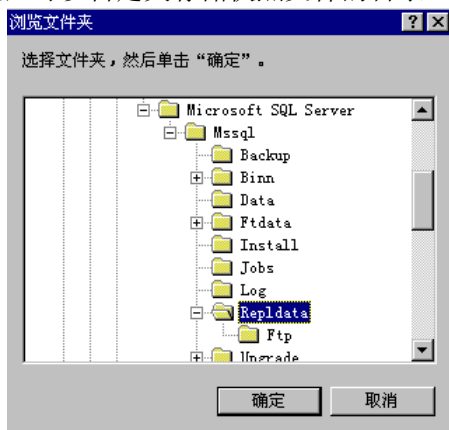 浏览文件夹
选择文件夹，然后单击“确定”。
Microsoft SQL Server
Mssql
Backup
Binn
Data
Ftdata
Install
Jobs
Log
Repldata
Ftp
Upgrade
确定
取消